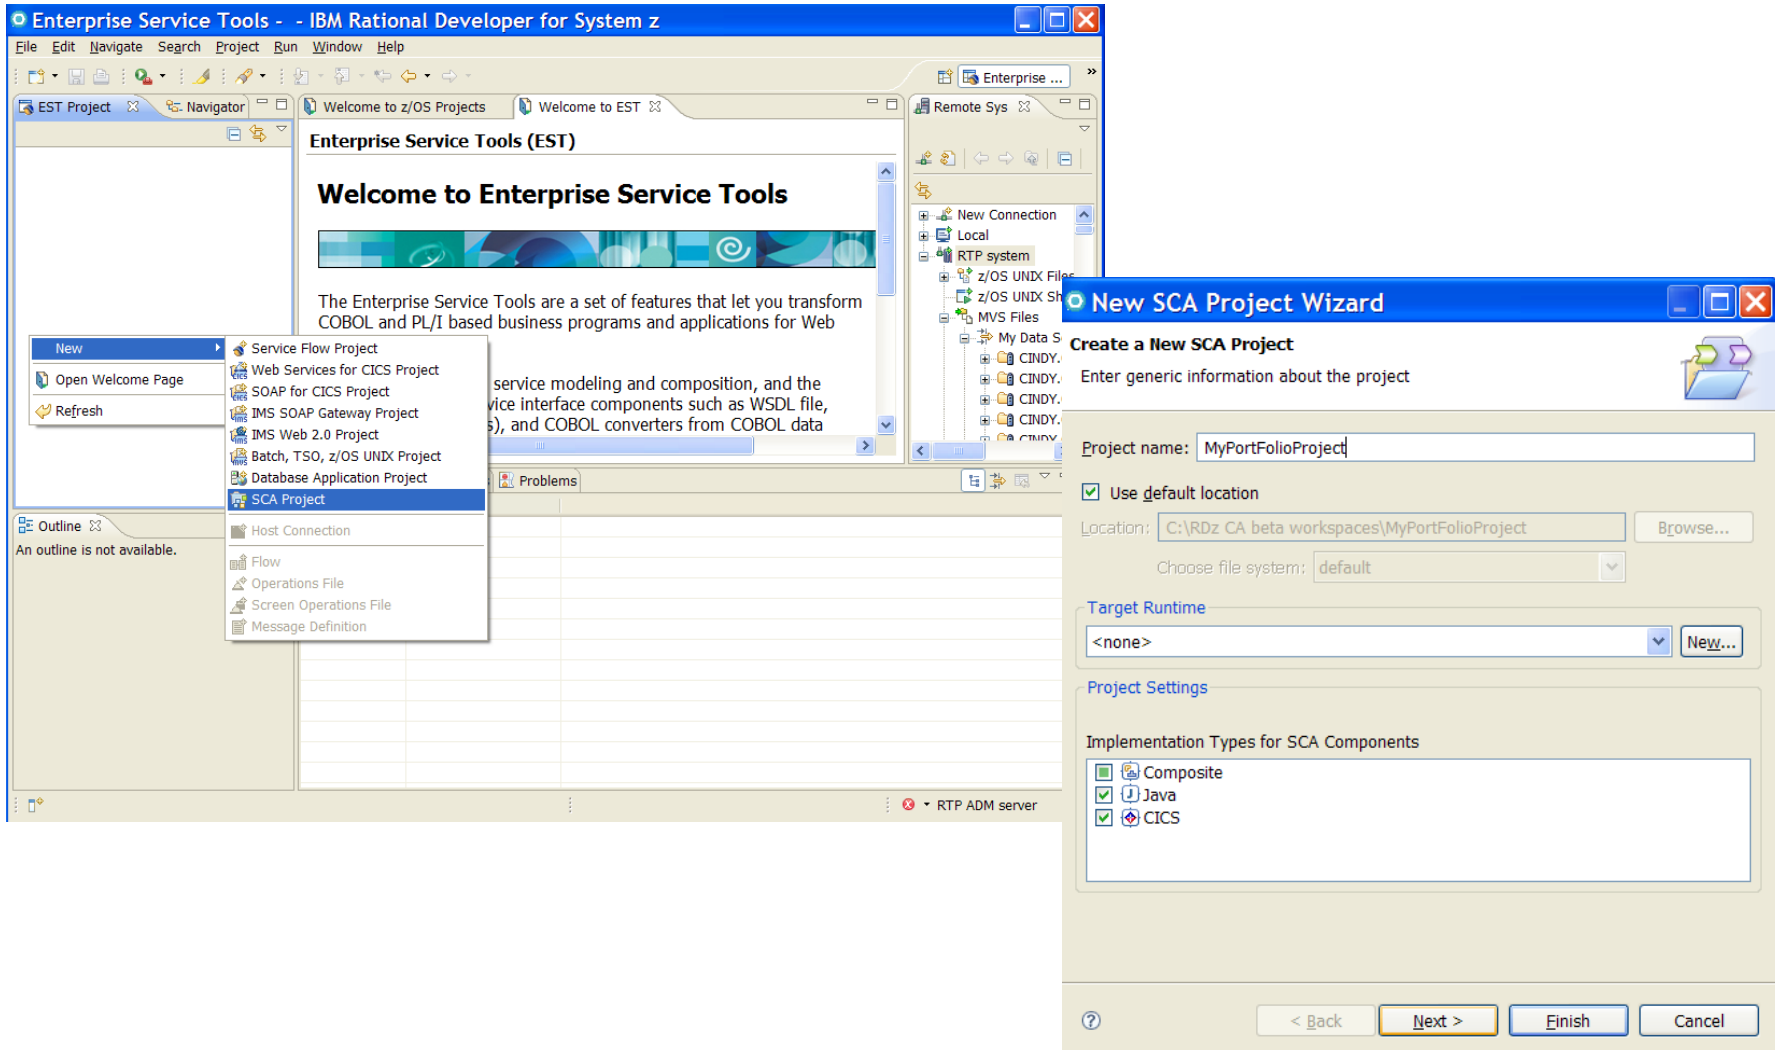 Enterprise Service Tools - - IBM Rational Developer for System z
File Edit Navigate Search Project Run Window Help
Enterprise ... »
EST Project Navigator
Welcome to z/OS Projects Welcome to EST
Remote Sys
Enterprise Service Tools (EST)
Welcome to Enterprise Service Tools
The Enterprise Service Tools are a set of features that let you transform
COBOL and PL/I based business programs and applications for Web
service modeling and composition, and the
vice interface components such as WSDL file,
s), and COBOL converters from COBOL data
New Connection
Local
RTP system
z/OS UNIX Files
z/OS UNIX Sh
MVS Files
My Data S
CINDY.
CINDY.
CINDY.
CINDY.
CINDY
New
Open Welcome Page
Refresh
Service Flow Project
Web Services for CICS Project
SOAP for CICS Project
IMS SOAP Gateway Project
IMS Web 2.0 Project
Batch, TSO, z/OS UNIX Project
Database Application Project
SCA Project
Host Connection
Flow
Operations File
Screen Operations File
Message Definition
Problems
Outline
An outline is not available.
RTP ADM server
New SCA Project Wizard
Create a New SCA Project
Enter generic information about the project
Project name: MyPortFolioProject
Use default location
Location: C:\RDz CA beta workspaces\MyPortFolioProject Browse...
Choose file system: default
Target Runtime
<none> New...
Project Settings
Implementation Types for SCA Components
Composite
Java
CICS
< Back Next > Finish Cancel